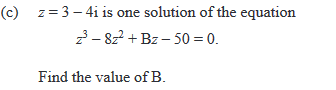 (c) z = 3 – 4i is one solution of the equation
z³ – 8z² + Bz – 50 = 0.
Find the value of B.